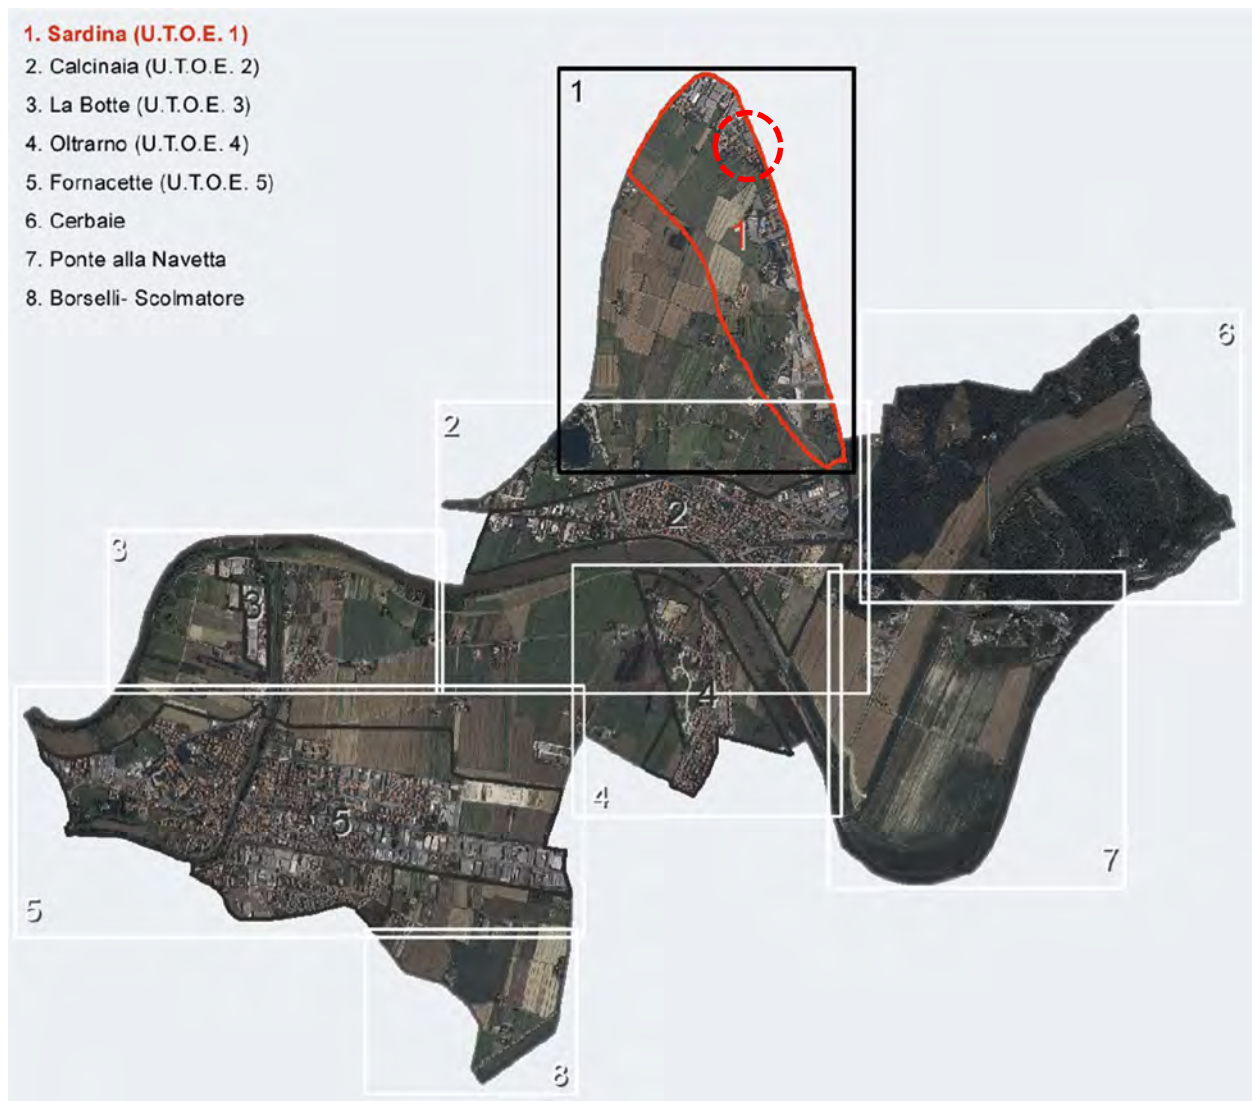 1. Sardina (U.T.O.E. 1)
2. Calcinaia (U.T.O.E. 2)
3. La Botte (U.T.O.E. 3)
4. Oltrarno (U.T.O.E. 4)
5. Fornacette (U.T.O.E. 5)
6. Cerbaie
7. Ponte alla Navetta
8. Borselli- Scolmatore
1
1
6
2
2
3
3
4
4
5
5
7
8